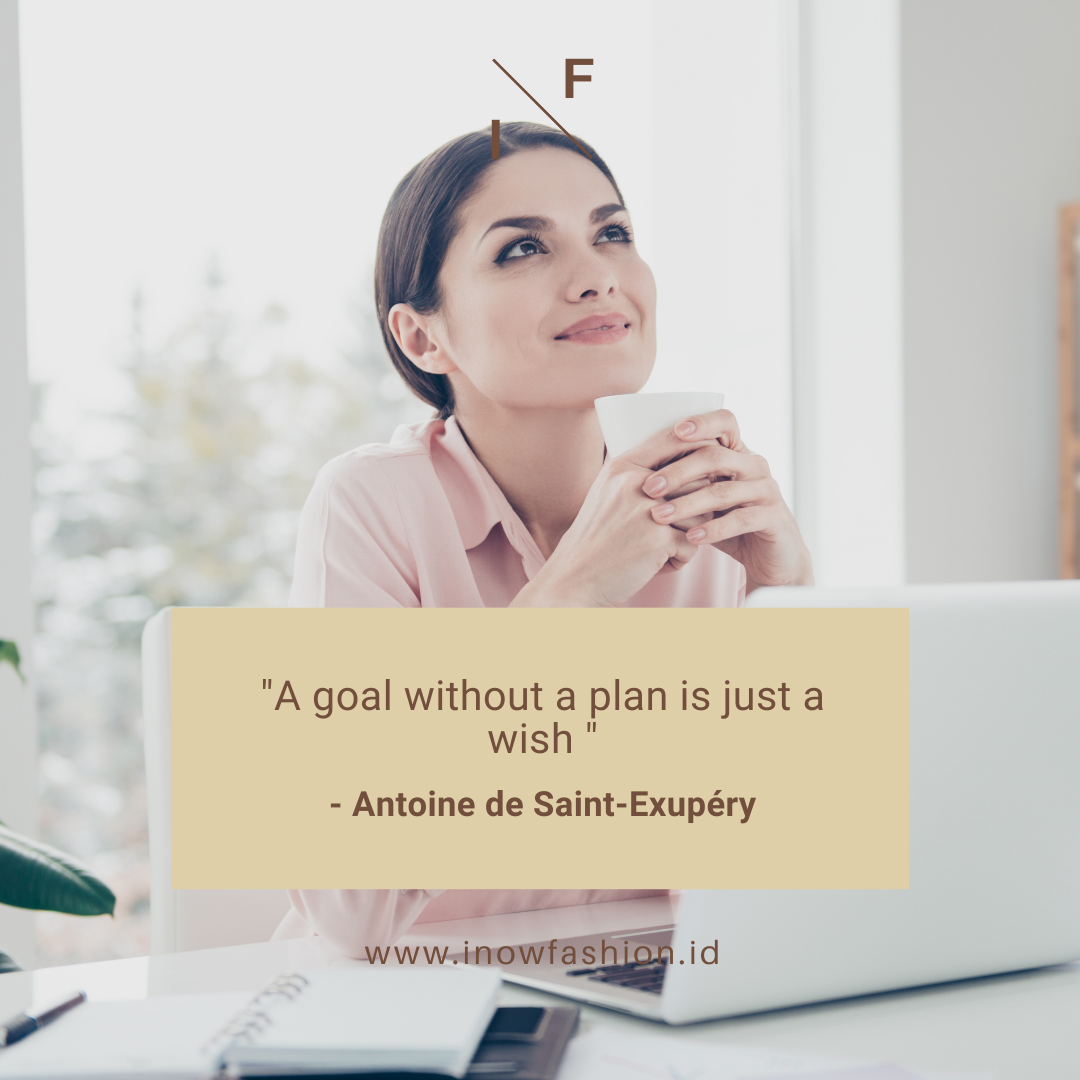 F
I
"A goal without a plan is just a
wish "
- Antoine de Saint-Exupéry
www.inowfashion.id